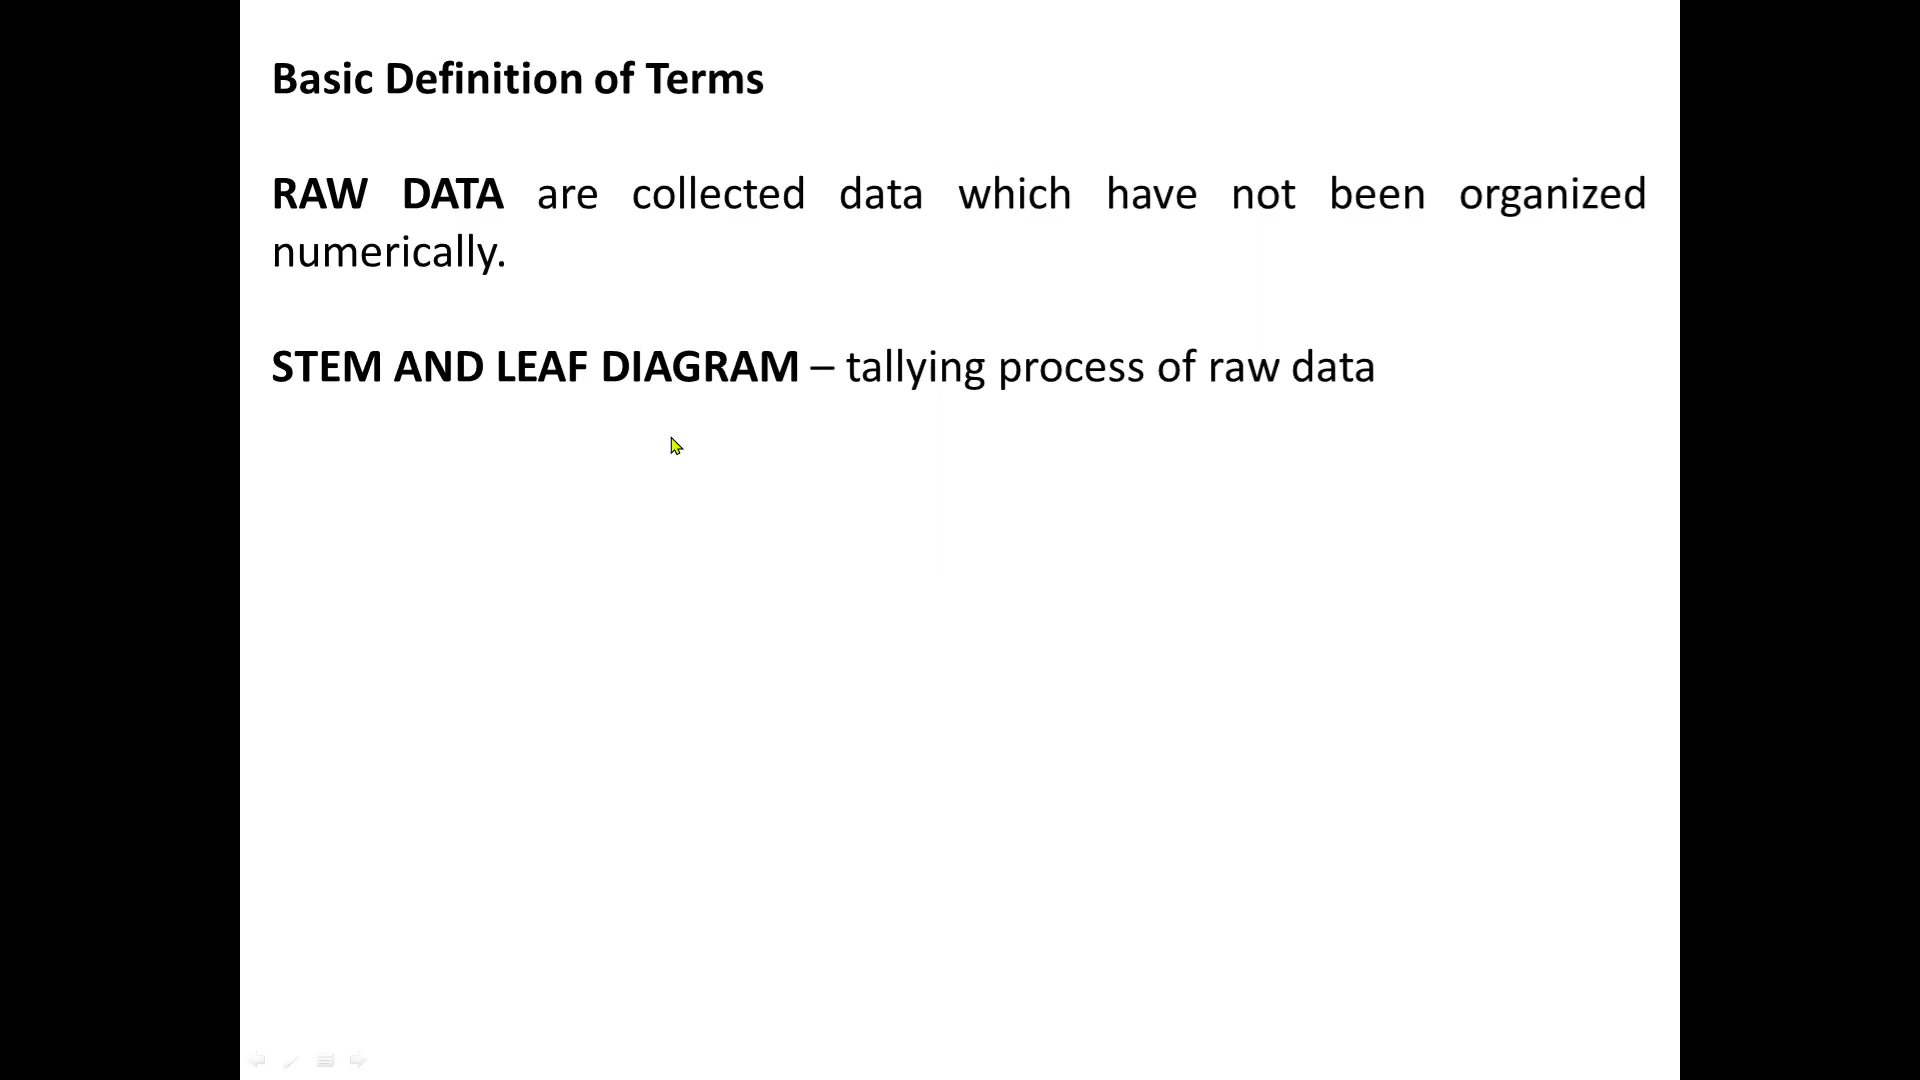 Basic Definition of Terms
RAW DATA are collected data which have not been organized
numerically.
STEM AND LEAF DIAGRAM – tallying process of raw data